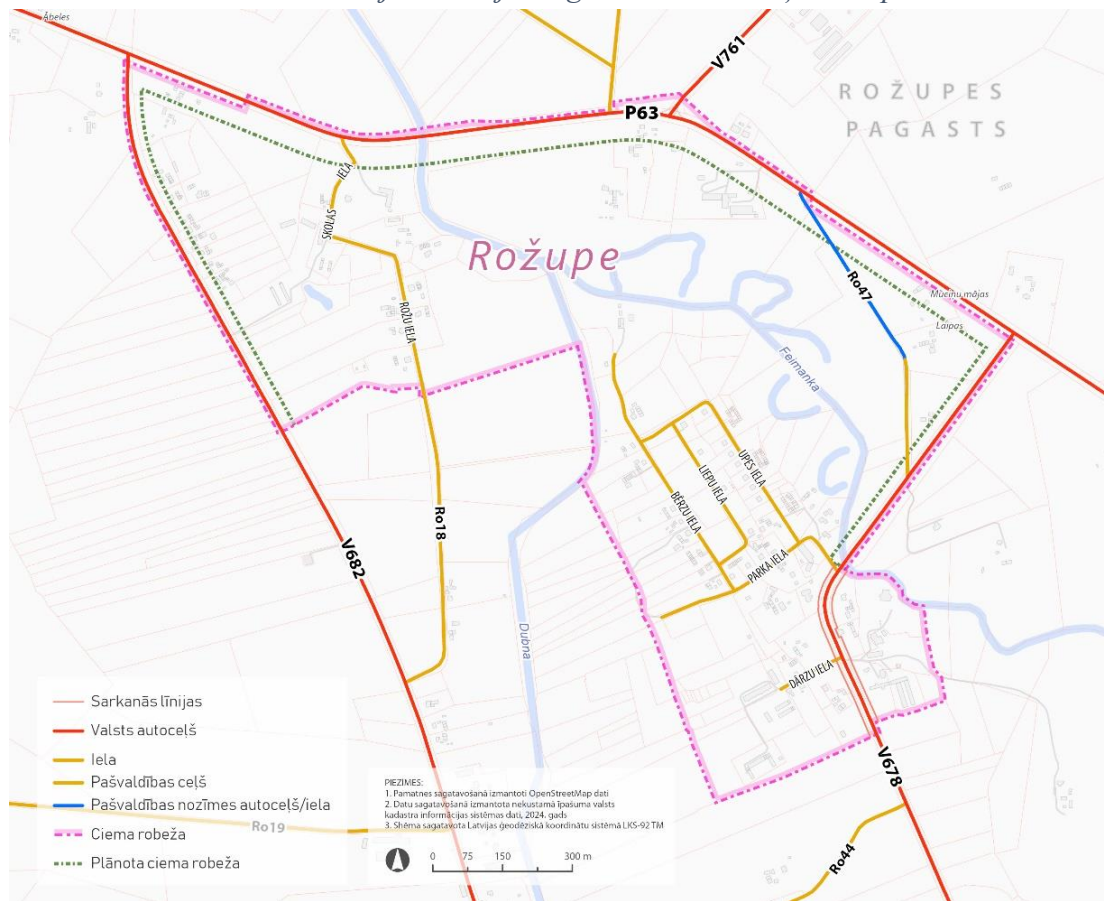 Ābeles
V761
P63
ROŽUPES
PAGASTS
IELA
SKOLAS
Rožupe
Ro47
Mūeiņu mājas
Laipas
ROŽU IELA
Feimanka
UPES IELA
LIEPU IELA
BĒRZU IELA
Ro18
V682
PARKA IELA
Dubna
DĀRZU IELA
V678
Ro19
Ro44
Sarkanās līnijas
Valsts autoceļš
Iela
Pašvaldības ceļš
Pašvaldības nozīmes autoceļš/iela
Ciema robeža
Plānota ciema robeža
PIEZĪMES:
1. Pamatnes sagatavošanā izmantoti OpenStreetMap dati
2. Datu sagatavošanā izmantota nekustamā īpašuma valsts
kadastra informācijas sistēmas dati, 2024. gads
3. Shēma sagatavota Latvijas ģeodēziskā koordinātu sistēmā LKS-92 TM
0 75 150 300 m